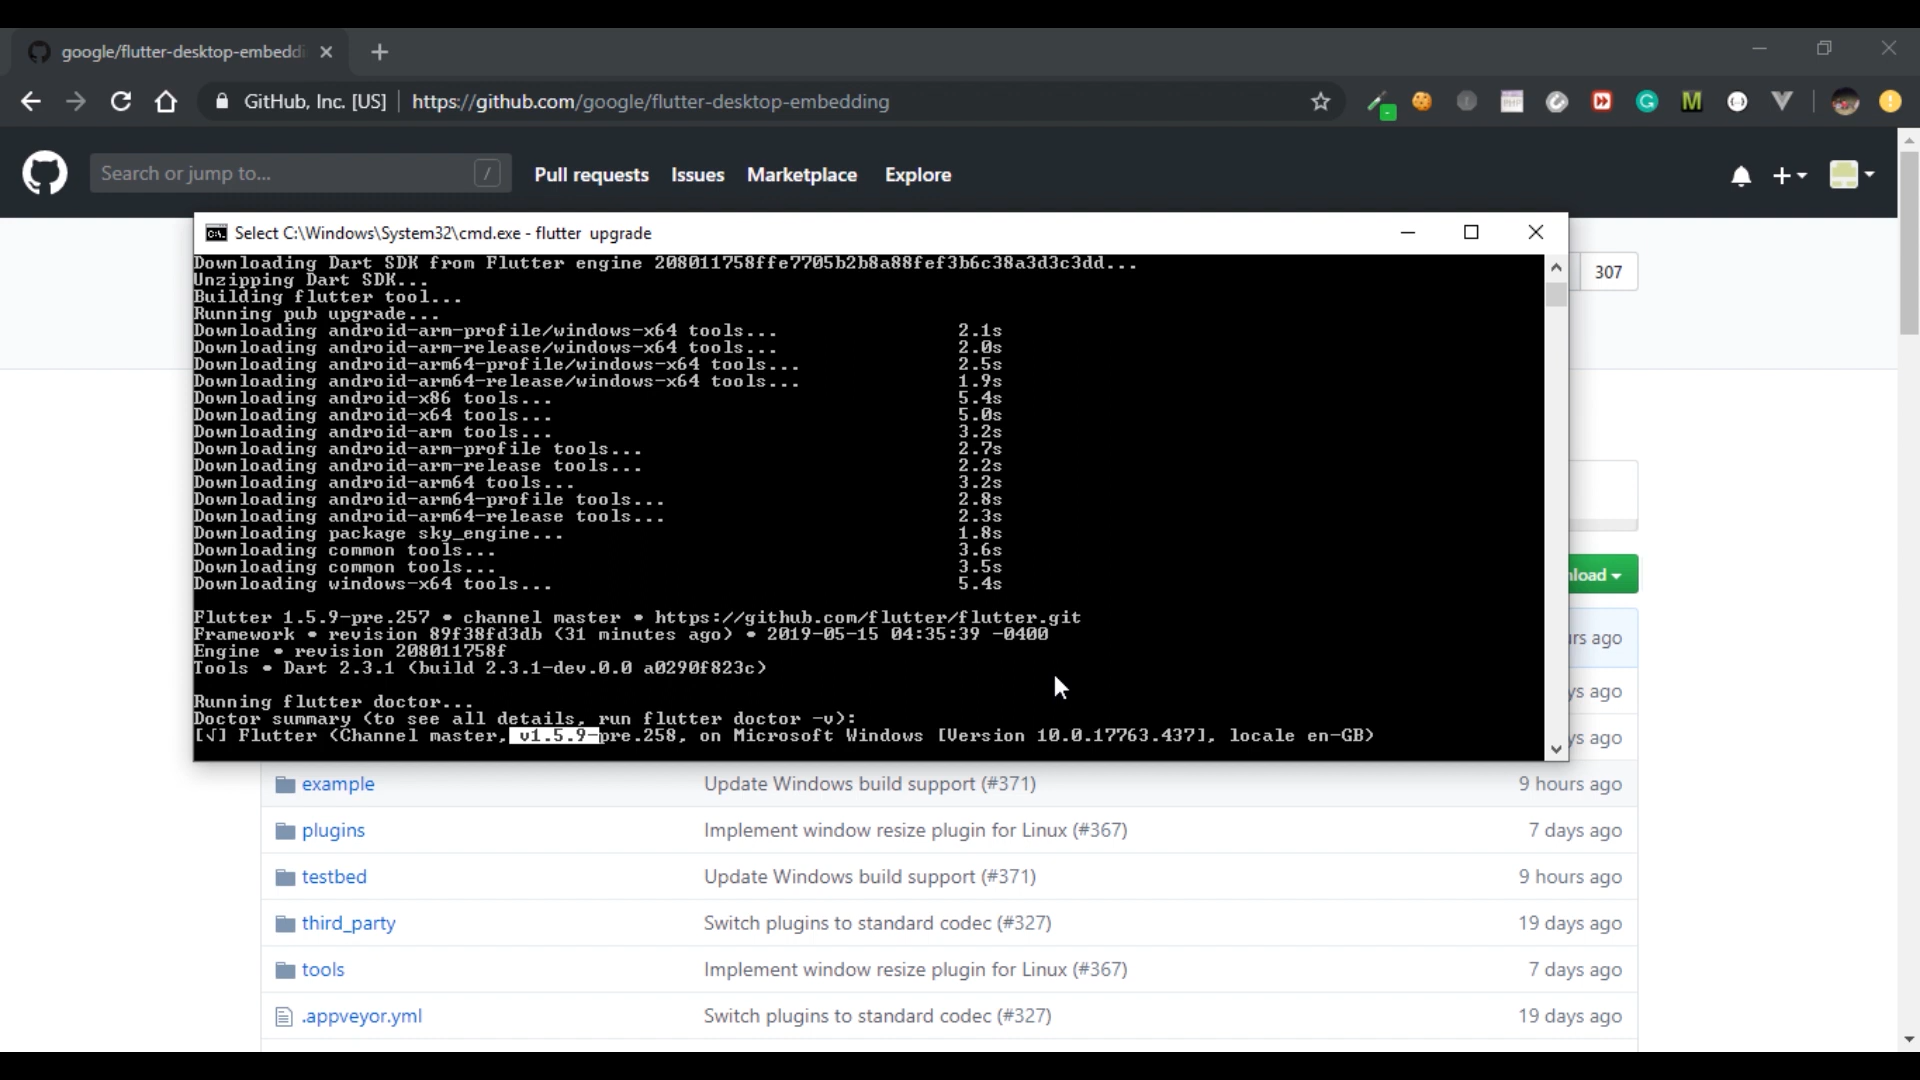 google/flutter-desktop-embeddi
GitHub, Inc. [US]
https://github.com/google/flutter-desktop-embedding
Search or jump to...
/
Pull requests
Issues
Marketplace
Explore
Select C:\Windows\System32\cmd.exe - flutter  upgrade
307
Downloading Dart SDK from Flutter engine 208011758ffe7705b2b8a88fef3b6c38a3d3c3dd...
Unzipping Dart SDK...
Building flutter tool...
Running pub upgrade...
Downloading android-arm-profile/windows-x64 tools... 2.1s
Downloading android-arm-release/windows-x64 tools... 2.0s
Downloading android-arm64-profile/windows-x64 tools... 2.5s
Downloading android-arm64-release/windows-x64 tools... 1.9s
Downloading android-x86 tools... 5.4s
Downloading android-x64 tools... 5.0s
Downloading android-arm tools... 3.2s
Downloading android-arm-profile tools... 2.7s
Downloading android-arm-release tools... 2.2s
Downloading android-arm64 tools... 3.2s
Downloading android-arm64-profile tools... 2.8s
Downloading android-arm64-release tools... 2.3s
Downloading package sky_engine... 1.8s
Downloading common tools... 3.6s
Downloading common tools... 3.5s
Downloading windows-x64 tools... 5.4s
Flutter 1.5.9-pre.257 • channel master • https://github.com/flutter/flutter.git
Framework • revision 89f38fd3db (31 minutes ago) • 2019-05-15 04:35:39 -0400
Engine • revision 208011758f
Tools • Dart 2.3.1 (build 2.3.1-dev.0.0 a0290f823c)
Running flutter doctor...
Doctor summary (to see all details, run flutter doctor -v):
[√] Flutter (Channel master, v1.5.9-pre.258, on Microsoft Windows [Version 10.0.17763.437], locale en-GB)
nload
urs ago
ys ago
ys ago
example Update Windows build support (#371) 9 hours ago
plugins Implement window resize plugin for Linux (#367) 7 days ago
testbed Update Windows build support (#371) 9 hours ago
third_party Switch plugins to standard codec (#327) 19 days ago
tools Implement window resize plugin for Linux (#367) 7 days ago
.appveyor.yml Switch plugins to standard codec (#327) 19 days ago